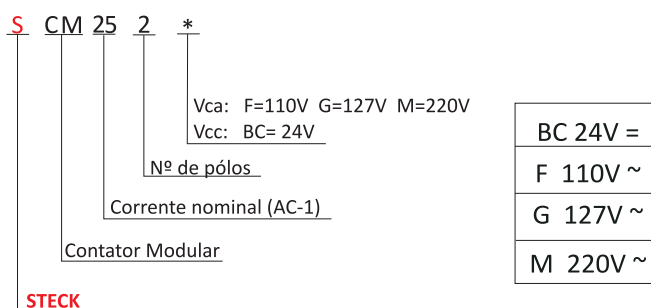 S CM 25 2 *
Vca: F=110V G=127V M=220V
Vcc: BC= 24V
Nº de pólos
Corrente nominal (AC-1)
Contator Modular
STECK
BC 24V =
F 110V ~
G 127V ~
M 220V ~